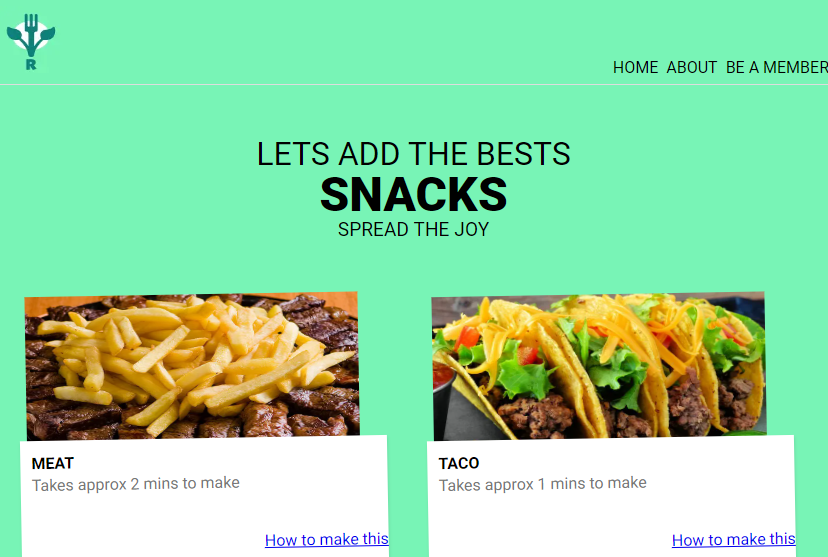 R
HOME ABOUT BE A MEMBER
LETS ADD THE BESTS
SNACKS
SPREAD THE JOY
MEAT
Takes approx 2 mins to make
How to make this
TACO
Takes approx 1 mins to make
How to make this